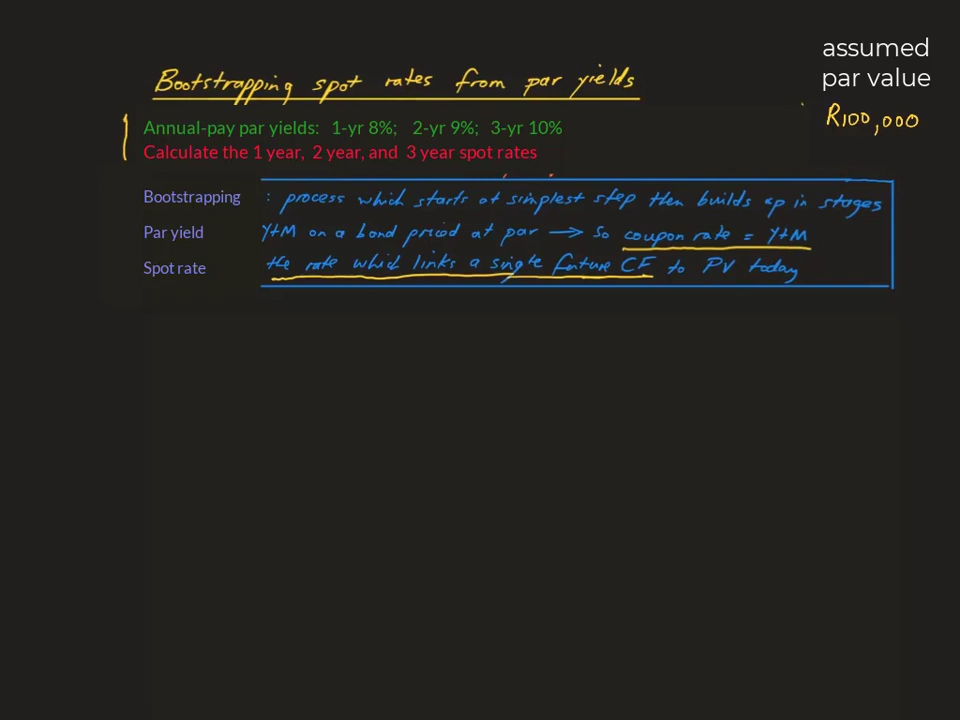 assumed
par value
R100,000
Bootstrapping spot rates from par yields
Annual-pay par yields: 1-yr 8%; 2-yr 9%; 3-yr 10%
Calculate the 1 year, 2 year, and 3 year spot rates
Bootstrapping : process which starts at simplest step then builds up in stages
Par yield YtM on a bond priced at par → so coupon rate = YtM
Spot rate the rate which links a single future CF to PV today